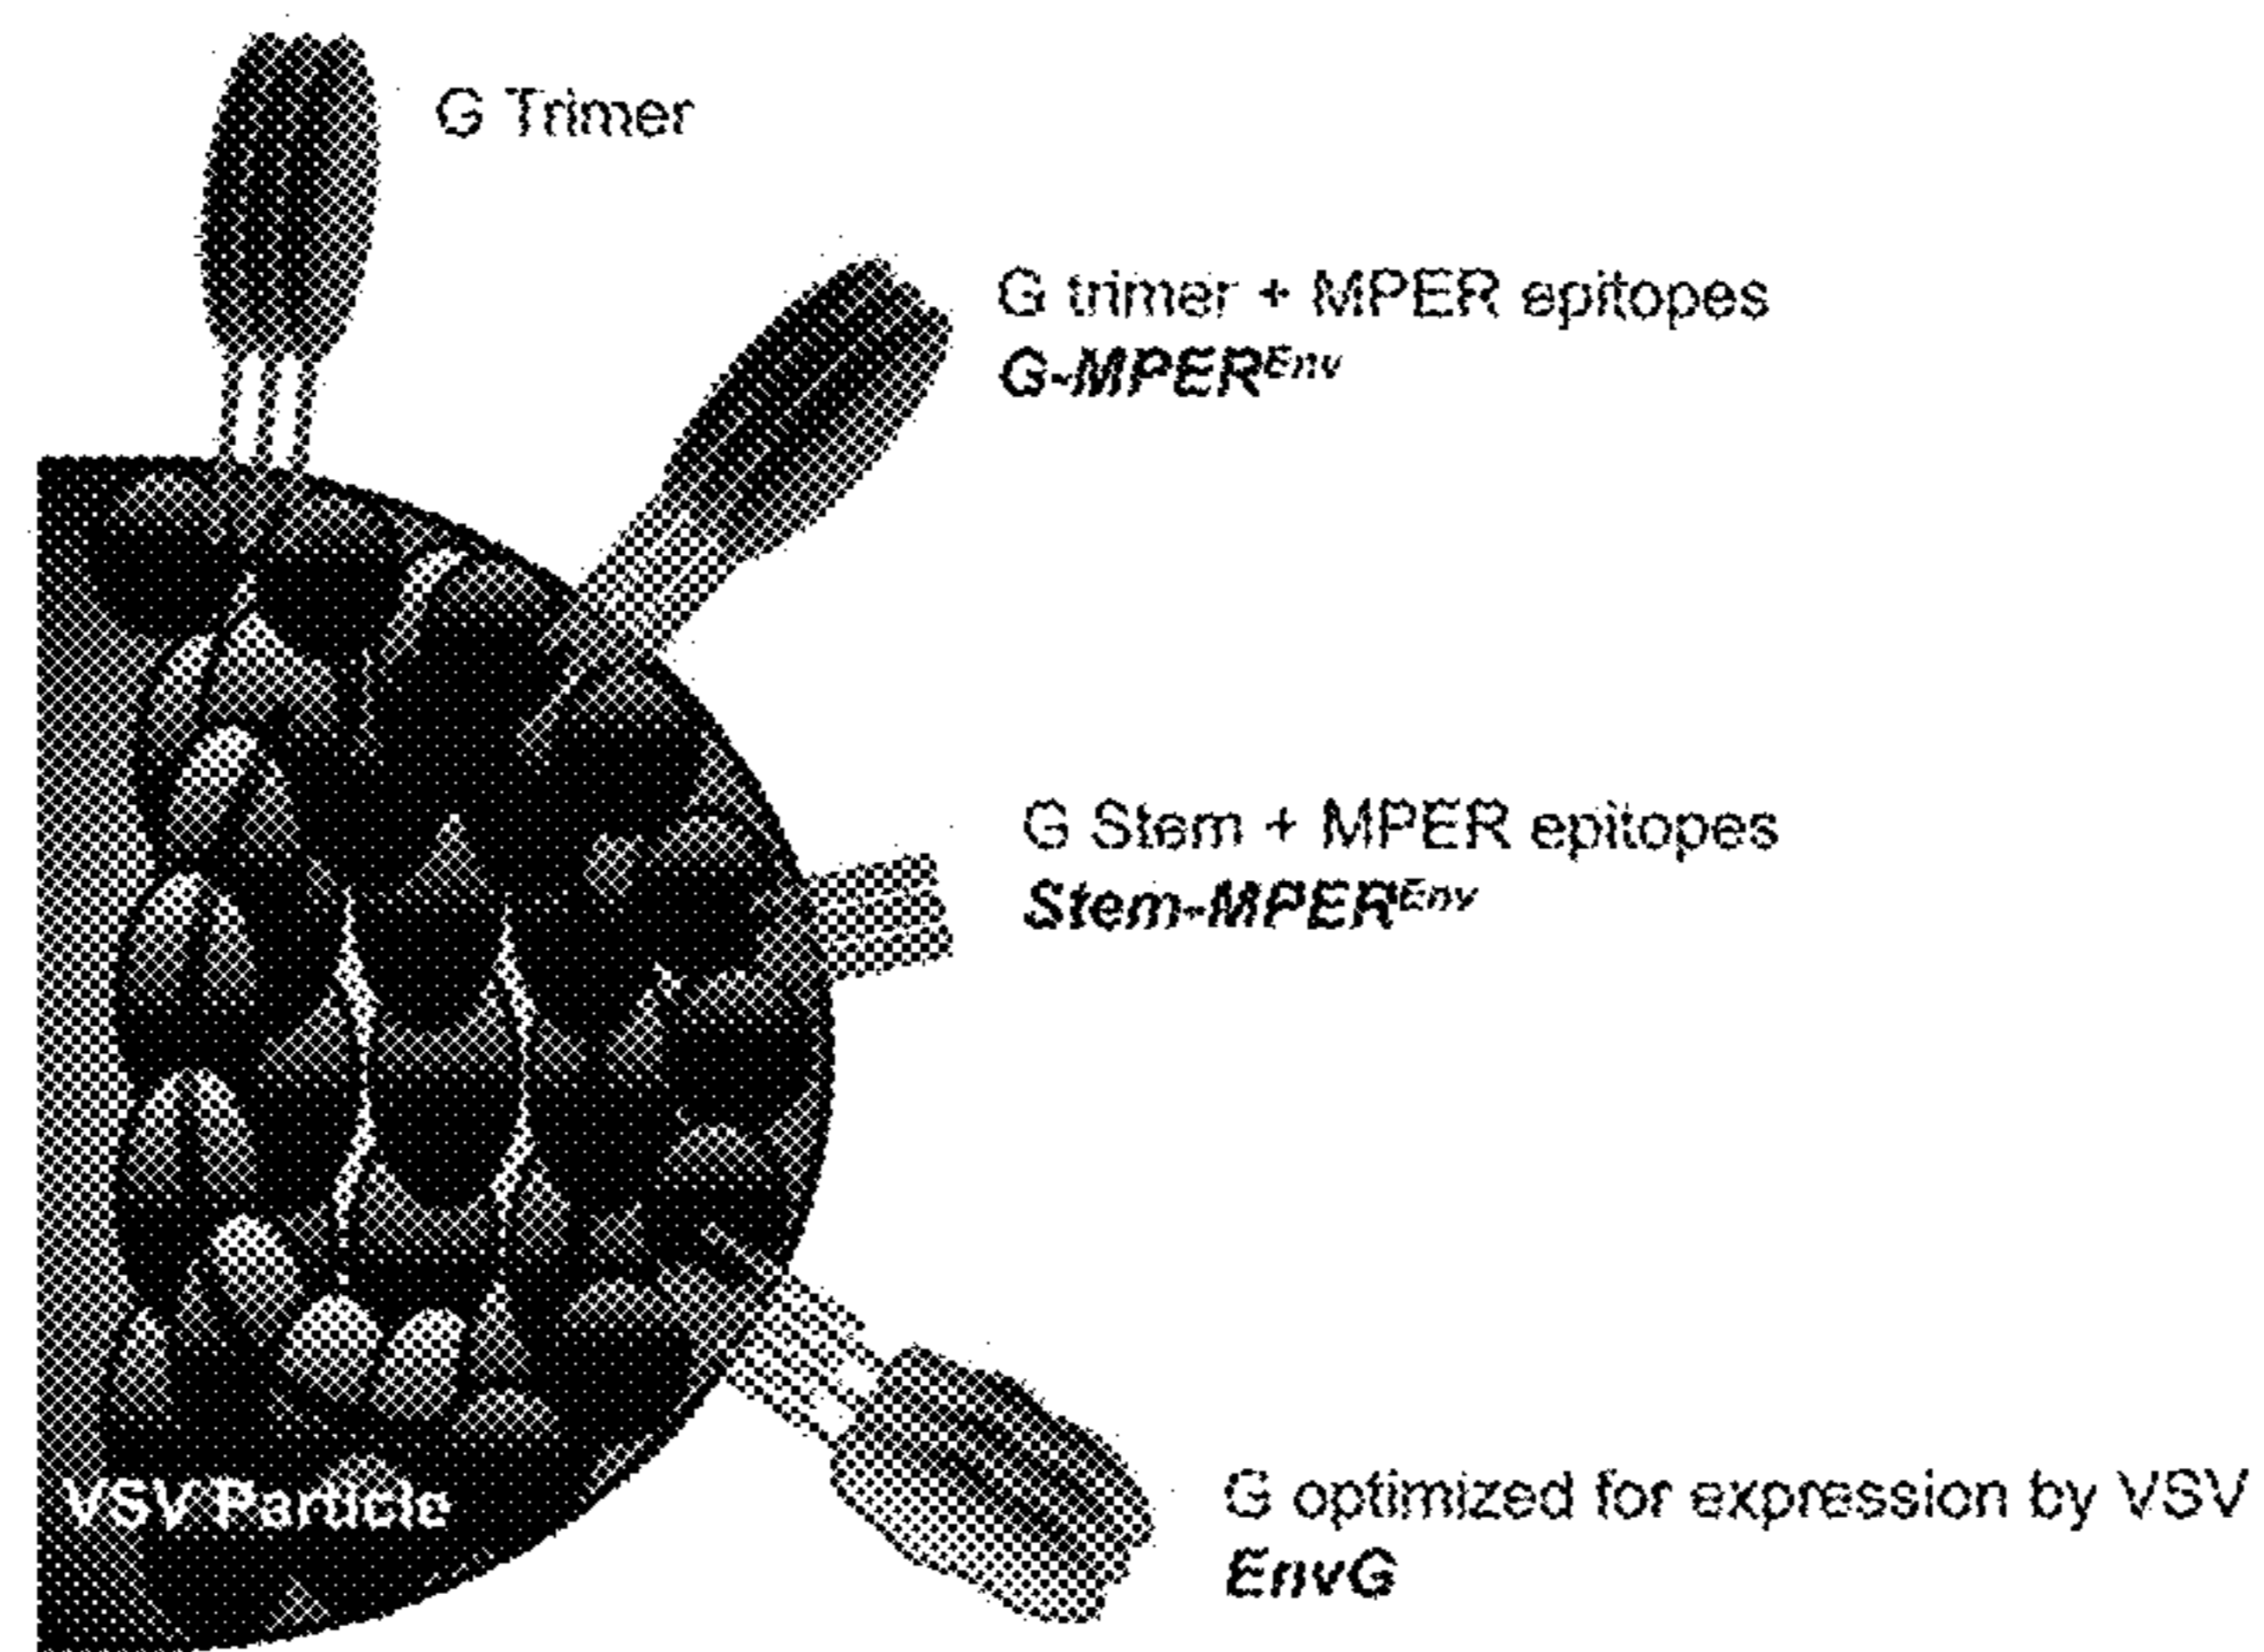 G Trimer
G trimer + MPER epitopes
G-MPER^Env
G Stem + MPER epitopes
Stem-MPER^Env
VSV Particle
G optimized for expression by VSV
EnvG